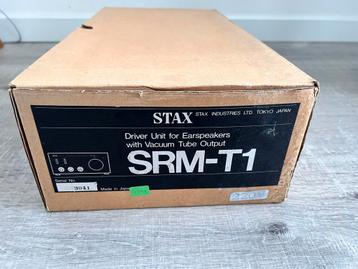 STAX STAX INDUSTRIES LTD. TOKYO JAPAN
Driver Unit for Earspeakers
with Vacuum Tube Output
SRM-T1
Serial No.
3041
Made in Japan